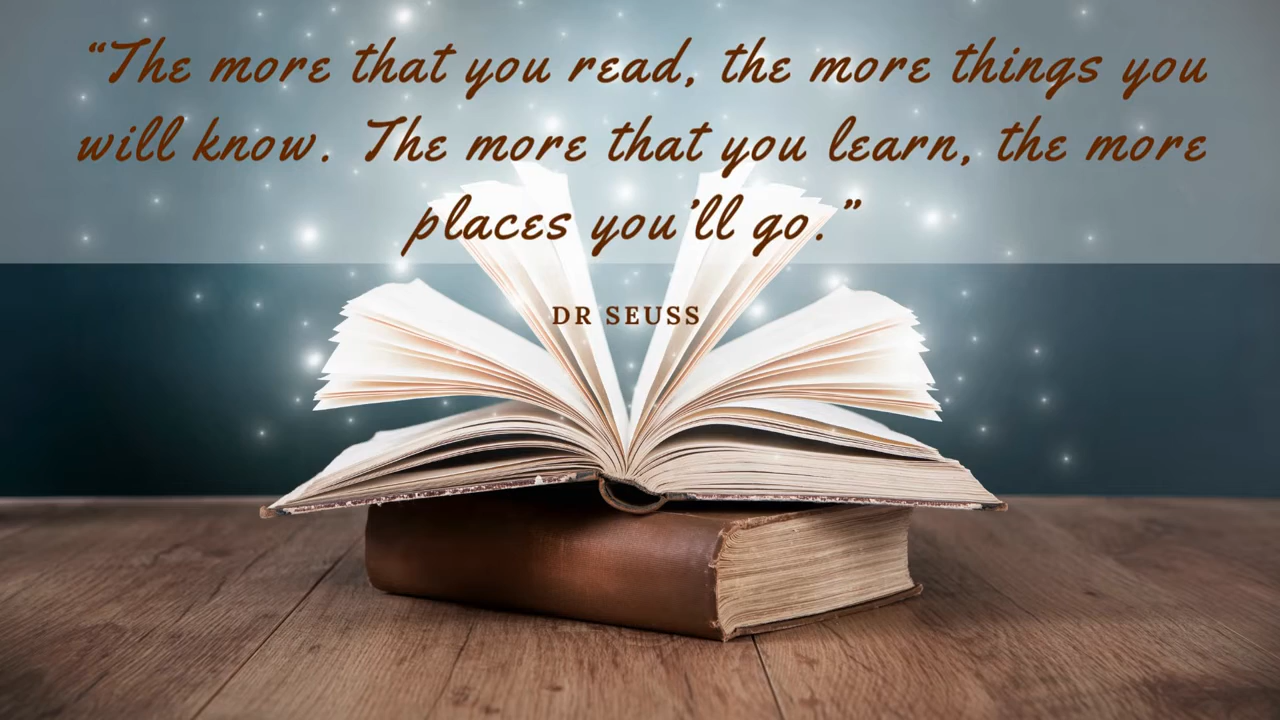 “The more that you read, the more things you
will know. The more that you learn, the more
places you’ll go.”
DR SEUSS